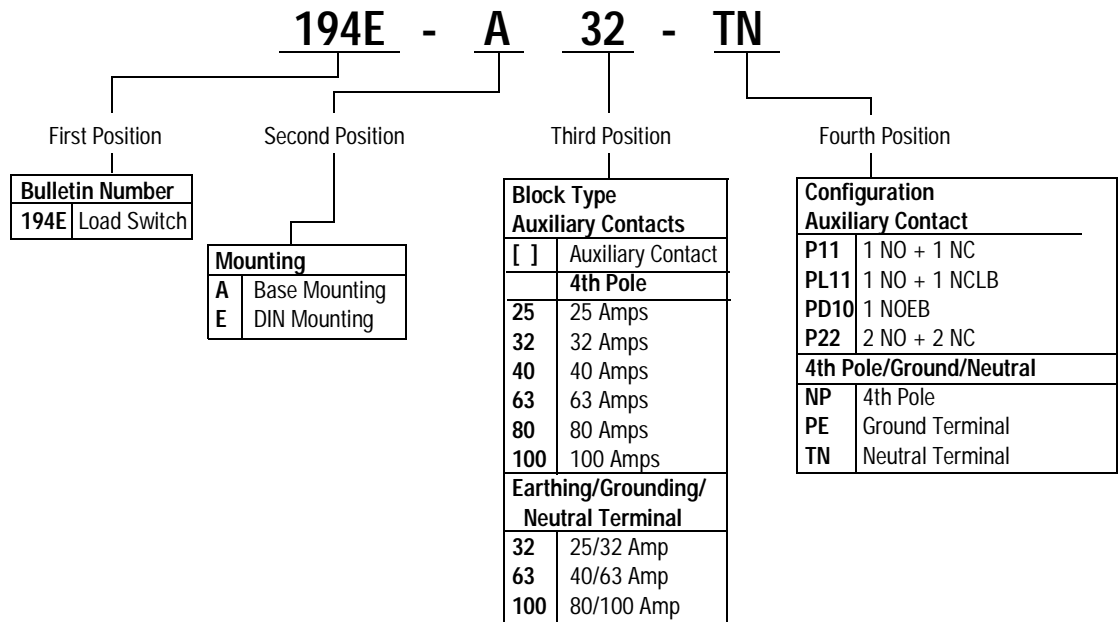 194E - A 32 - TN
First Position
Second Position
Third Position
Fourth Position
Bulletin Number
194E Load Switch
Mounting
A Base Mounting
E DIN Mounting
Block Type
Auxiliary Contacts
[ ] Auxiliary Contact
4th Pole
25 25 Amps
32 32 Amps
40 40 Amps
63 63 Amps
80 80 Amps
100 100 Amps
Earthing/Grounding/
Neutral Terminal
32 25/32 Amp
63 40/63 Amp
100 80/100 Amp
Configuration
Auxiliary Contact
P11 1 NO + 1 NC
PL11 1 NO + 1 NCLB
PD10 1 NOEB
P22 2 NO + 2 NC
4th Pole/Ground/Neutral
NP 4th Pole
PE Ground Terminal
TN Neutral Terminal